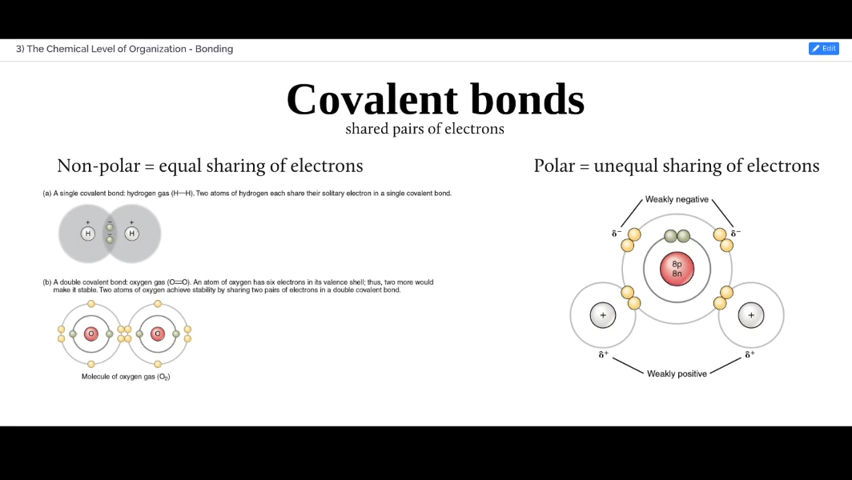 3) The Chemical Level of Organization - Bonding
Edit
Covalent bonds
shared pairs of electrons
Non-polar = equal sharing of electrons
(a) A single covalent bond: hydrogen gas (H—H). Two atoms of hydrogen each share their solitary electron in a single covalent bond.
+ +
H H
− −
(b) A double covalent bond: oxygen gas (O=O). An atom of oxygen has six electrons in its valence shell; thus, two more would
make it stable. Two atoms of oxygen achieve stability by sharing two pairs of electrons in a double covalent bond.
O O
Molecule of oxygen gas (O₂)
Polar = unequal sharing of electrons
Weakly negative
δ− δ−
8p
8n
+ +
δ+ δ+
Weakly positive